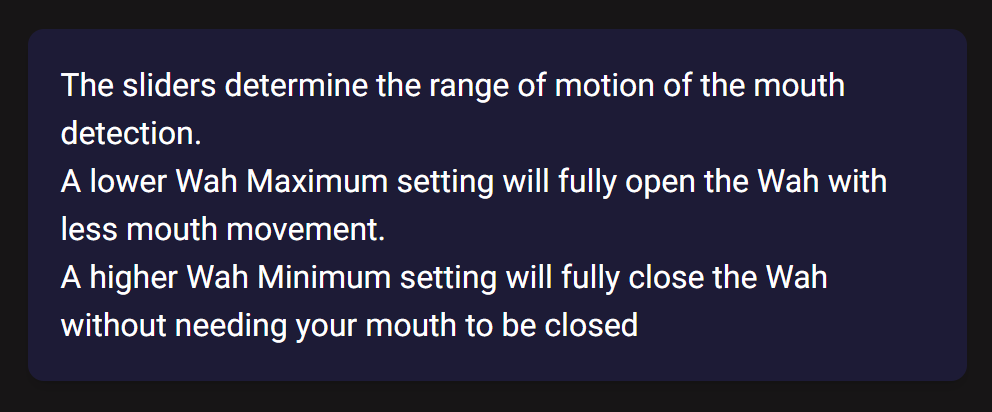 The sliders determine the range of motion of the mouth
detection.
A lower Wah Maximum setting will fully open the Wah with
less mouth movement.
A higher Wah Minimum setting will fully close the Wah
without needing your mouth to be closed